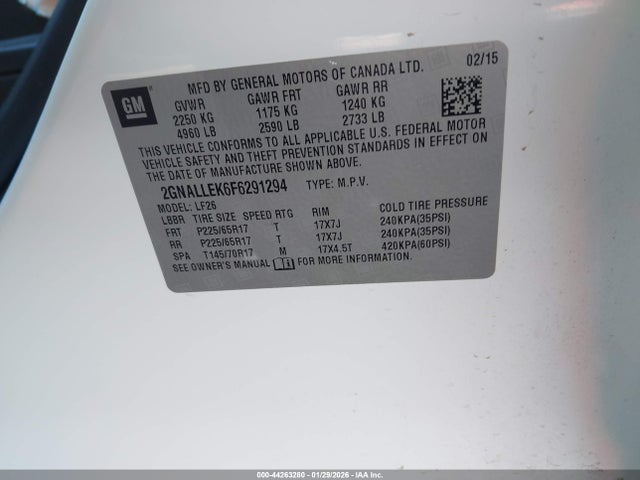 MFD BY GENERAL MOTORS OF CANADA LTD. 02/15
GM
GVWR GAWR FRT GAWR RR
2250 KG 1175 KG 1240 KG
4960 LB 2590 LB 2733 LB
THIS VEHICLE CONFORMS TO ALL APPLICABLE U.S. FEDERAL MOTOR
VEHICLE SAFETY AND THEFT PREVENTION STANDARDS IN EFFECT ON
THE DATE OF MANUFACTURE SHOWN ABOVE.
2GNALLEK6F6291294 TYPE: M.P.V.
MODEL: LF26
LBBR TIRE SIZE SPEED RTG RIM COLD TIRE PRESSURE
FRT P225/65R17 T 17X7J 240KPA(35PSI)
RR P225/65R17 T 17X7J 240KPA(35PSI)
SPA T145/70R17 M 17X4.5T 420KPA(60PSI)
SEE OWNER'S MANUAL FOR MORE INFORMATION.
000-44263260 - 01/29/2026 - IAAI, Inc.